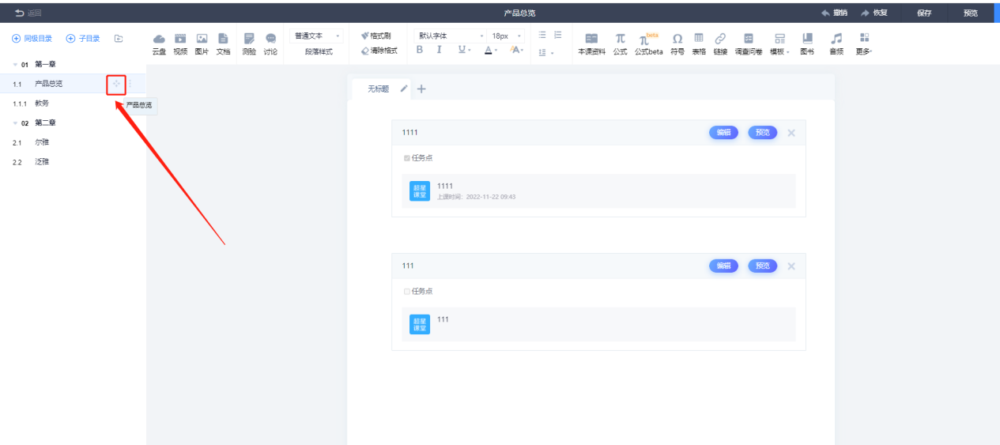 返回
产品总览
撤销 恢复 保存 预览
同级目录 子目录
云盘 视频 图片 文档 测验 讨论
普通文本 段落样式
格式刷 清除格式
默认字体 18px
B I U A A
本课资料 公式 公式beta 符号 表格 链接 调查问卷 模板 图书 音频 更多
beta
01 第一章
1.1 产品总览
产品总览
1.1.1 教务
02 第二章
2.1 尔雅
2.2 泛雅
无标题
1111 编辑 预览
任务点
超星课堂
1111
上课时间：2022-11-22 09:43
111 编辑 预览
任务点
超星课堂
111